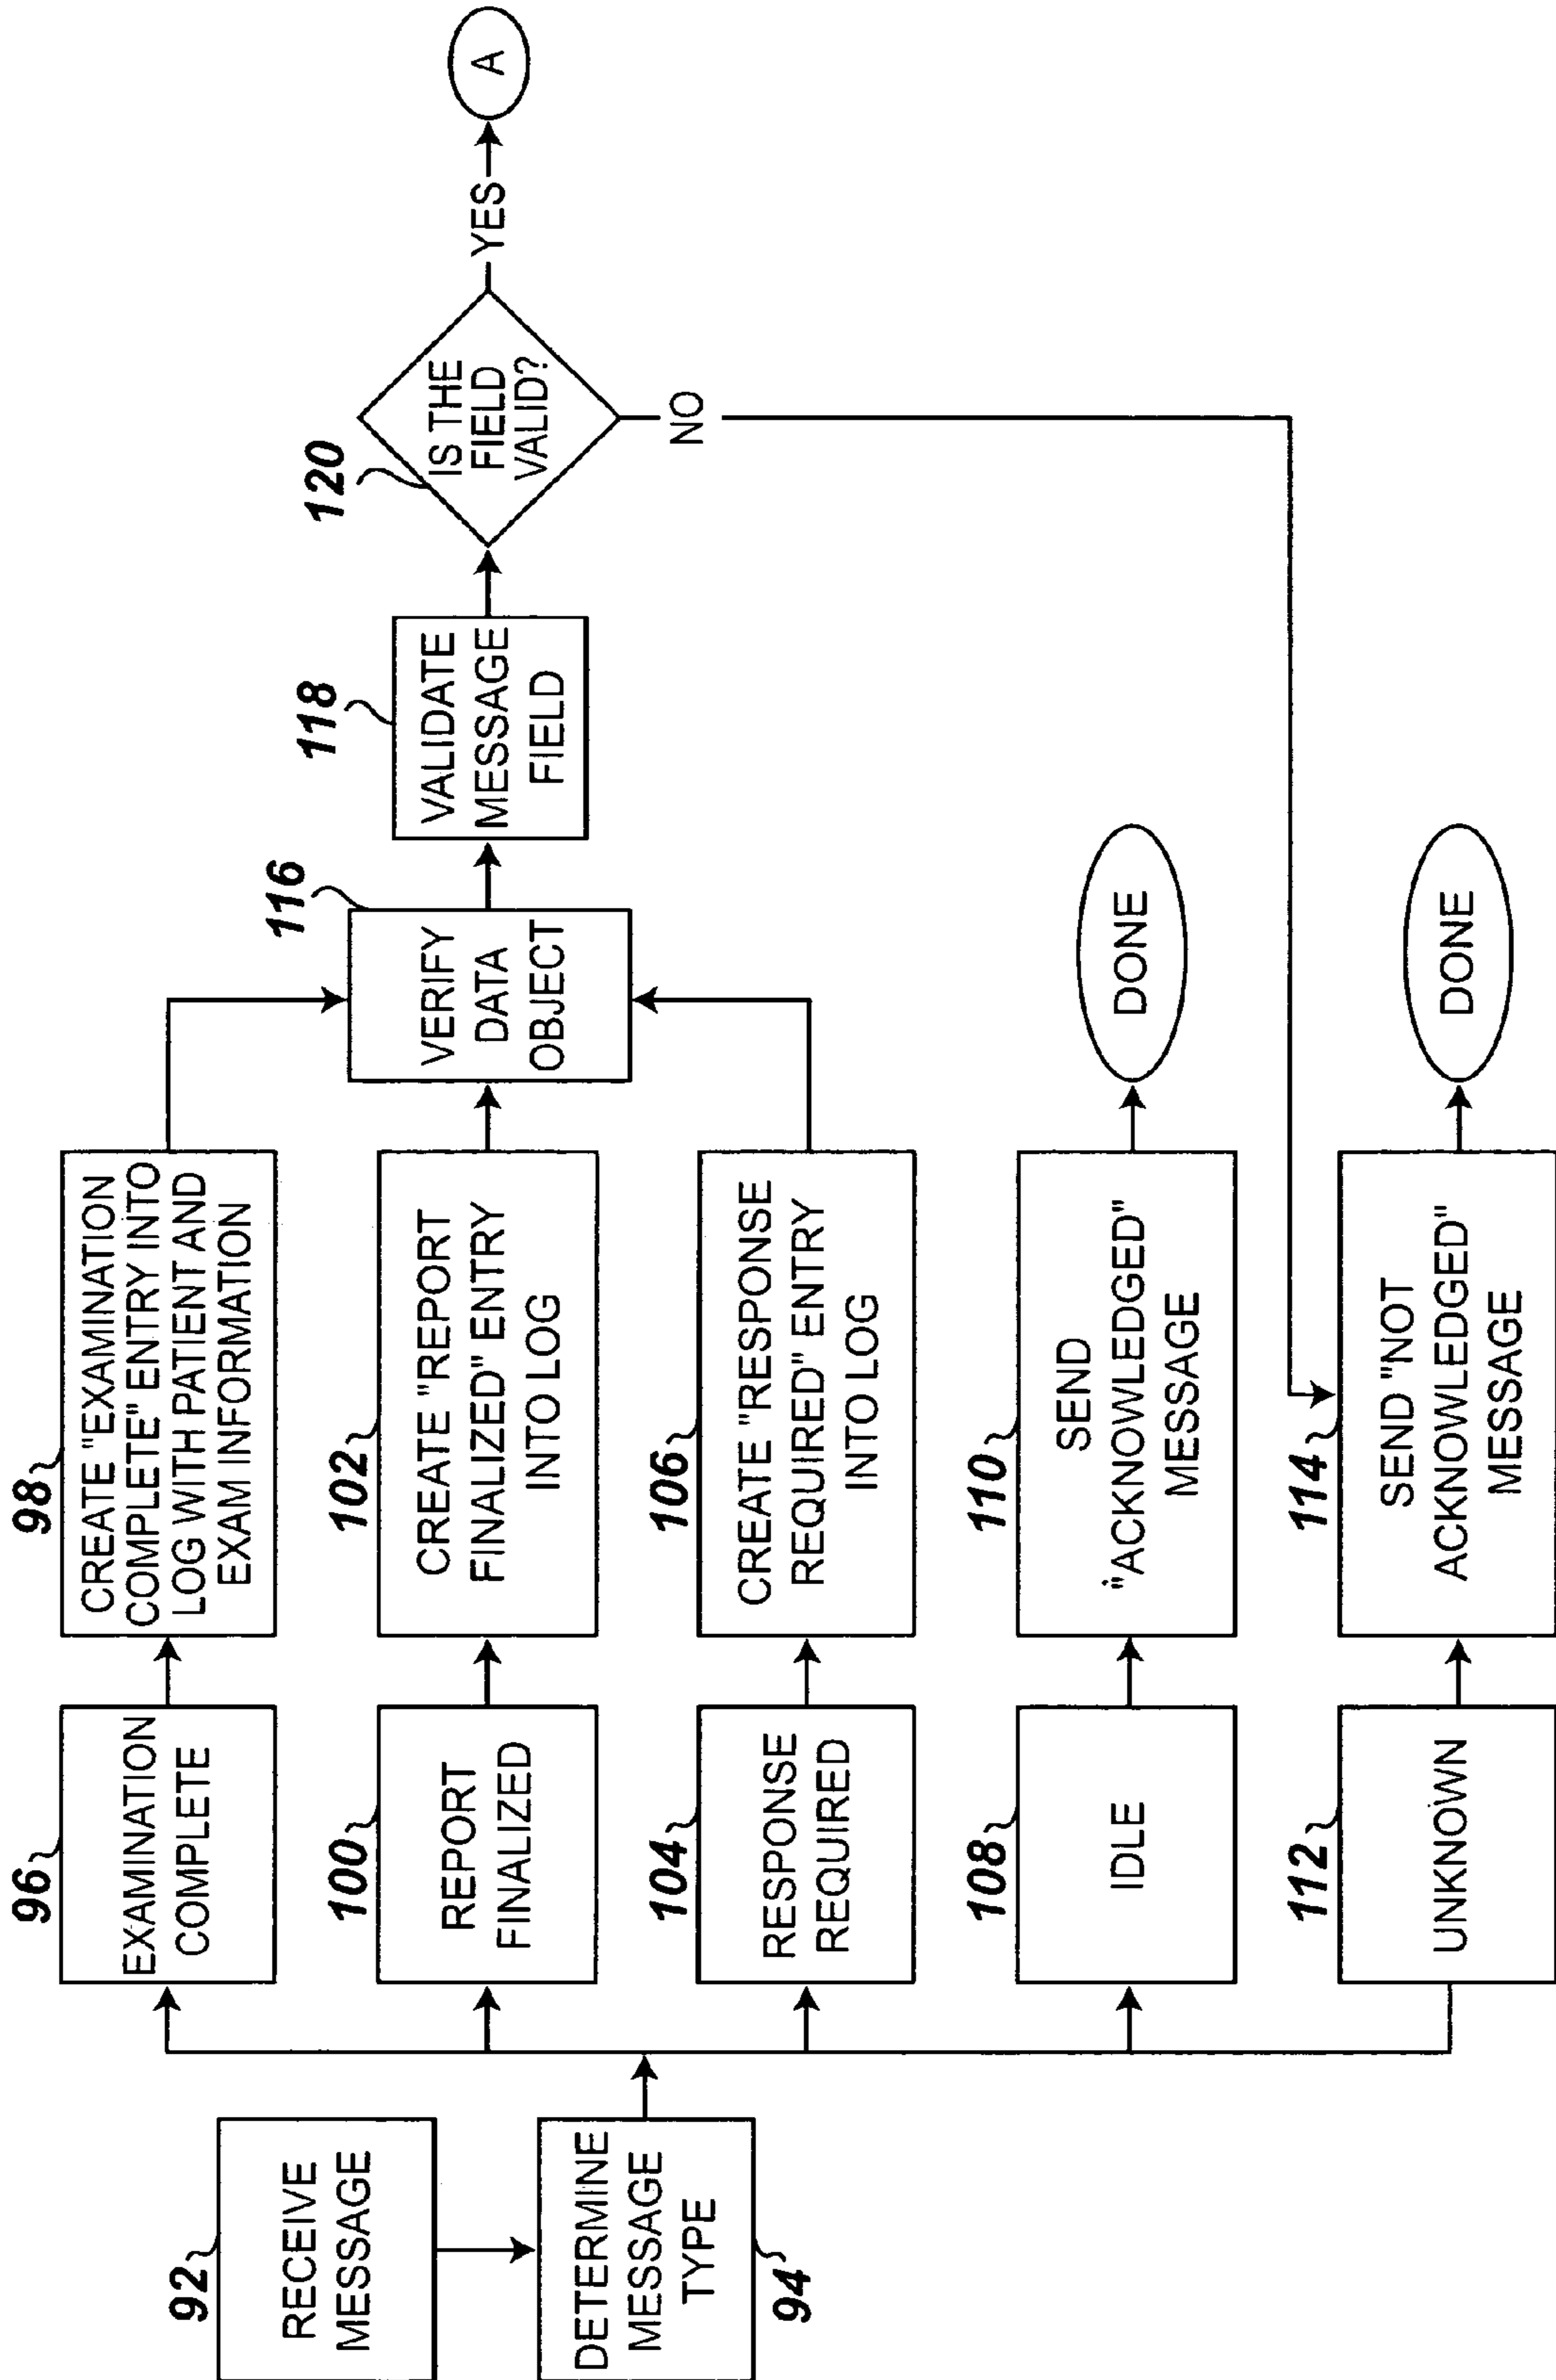 92
RECEIVE
MESSAGE
DETERMINE
MESSAGE
TYPE
94
96
EXAMINATION
COMPLETE
98
CREATE "EXAMINATION
COMPLETE" ENTRY INTO
LOG WITH PATIENT AND
EXAM INFORMATION
100
REPORT
FINALIZED
102
CREATE "REPORT
FINALIZED" ENTRY
INTO LOG
104
RESPONSE
REQUIRED
106
CREATE "RESPONSE
REQUIRED" ENTRY
INTO LOG
108
IDLE
110
SEND
"ACKNOWLEDGED"
MESSAGE
DONE
112
UNKNOWN
114
SEND "NOT
ACKNOWLEDGED"
MESSAGE
DONE
116
VERIFY
DATA
OBJECT
118
VALIDATE
MESSAGE
FIELD
120
IS THE
FIELD
VALID?
YES
A
NO